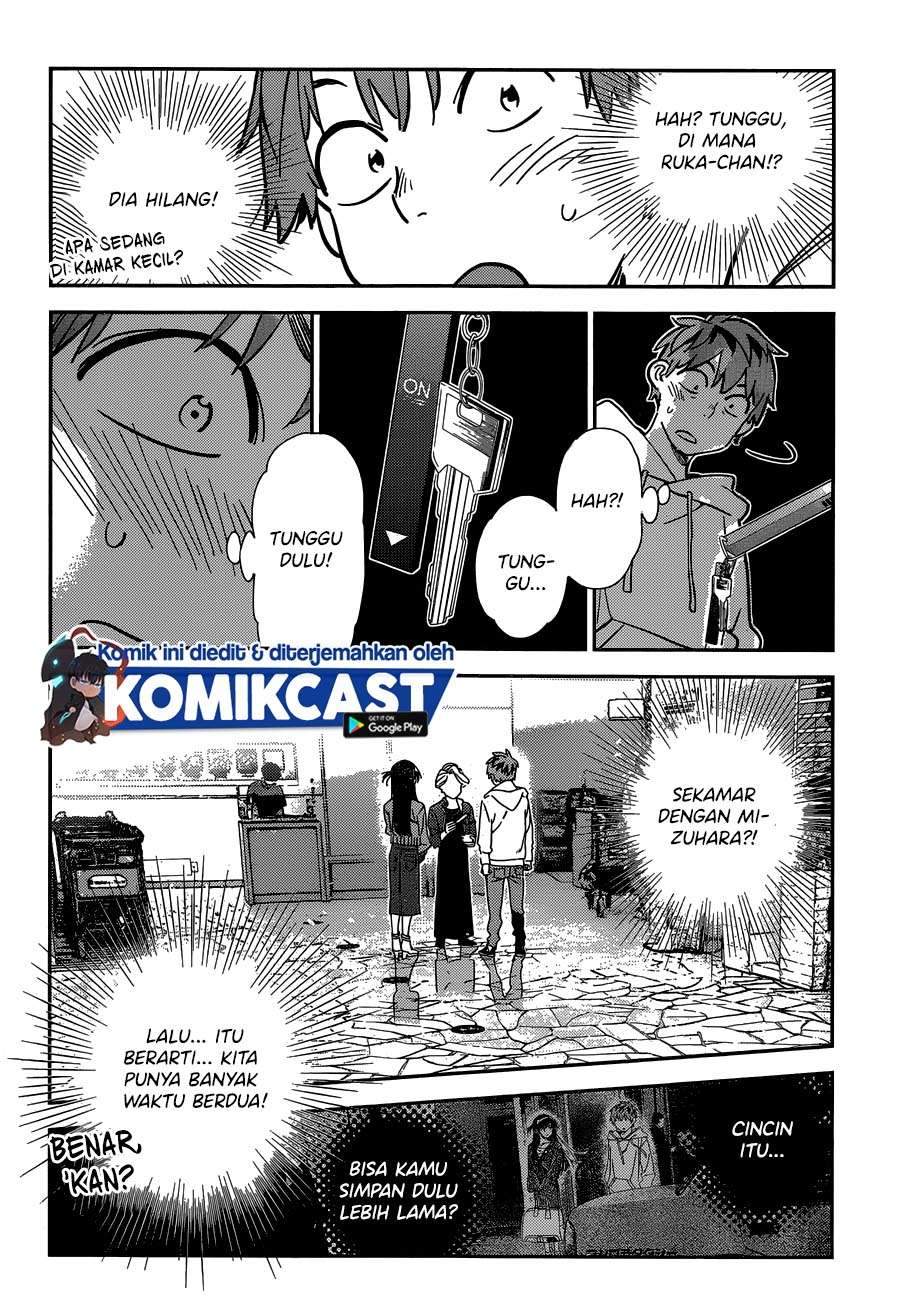 HAH? TUNGGU,
DI MANA
RUKA-CHAN!?
DIA HILANG!
APA SEDANG
DI KAMAR KECIL?
HAH?!
TUNG-
GU...
ON
TUNGGU
DULU!
Komik ini diedit & diterjemahkan oleh
KOMIKCAST
GET IT ON
Google Play
SEKAMAR
DENGAN MI-
ZUHARA?!
LALU... ITU
BERARTI... KITA
PUNYA BANYAK
WAKTU BERDUA!
BENAR
'KAN?
CINCIN
ITU...
BISA KAMU
SIMPAN DULU
LEBIH LAMA?